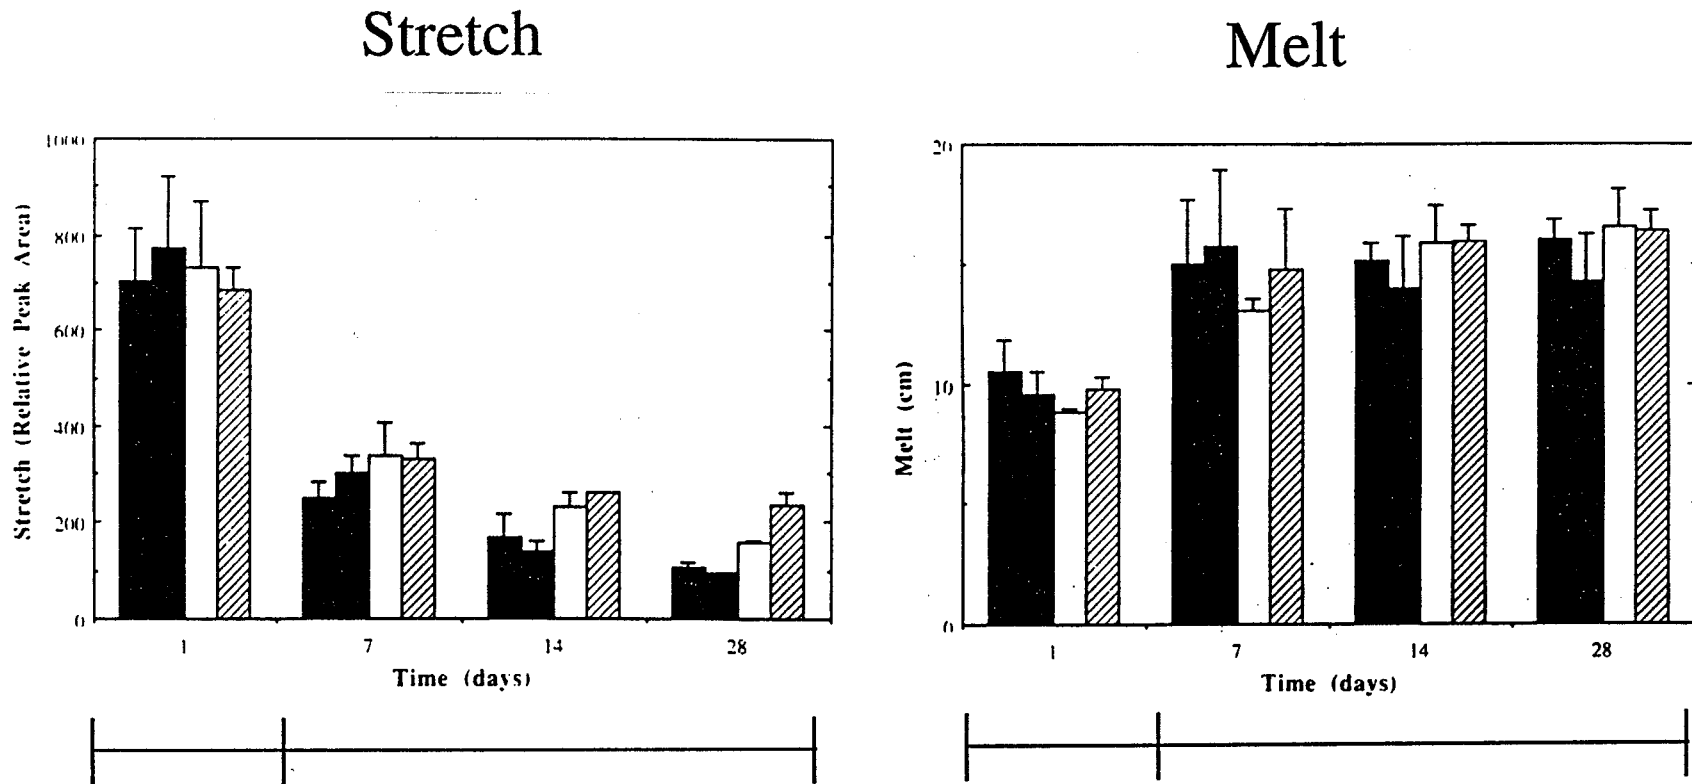 Stretch
Melt
1000
800
600
400
200
0
Stretch (Relative Peak Area)
1
7
14
28
Time (days)
20
10
0
Melt (cm)
1
7
14
28
Time (days)